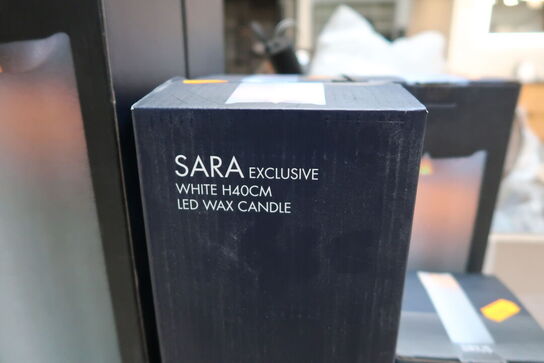 SARA EXCLUSIVE
WHITE H40CM
LED WAX CANDLE